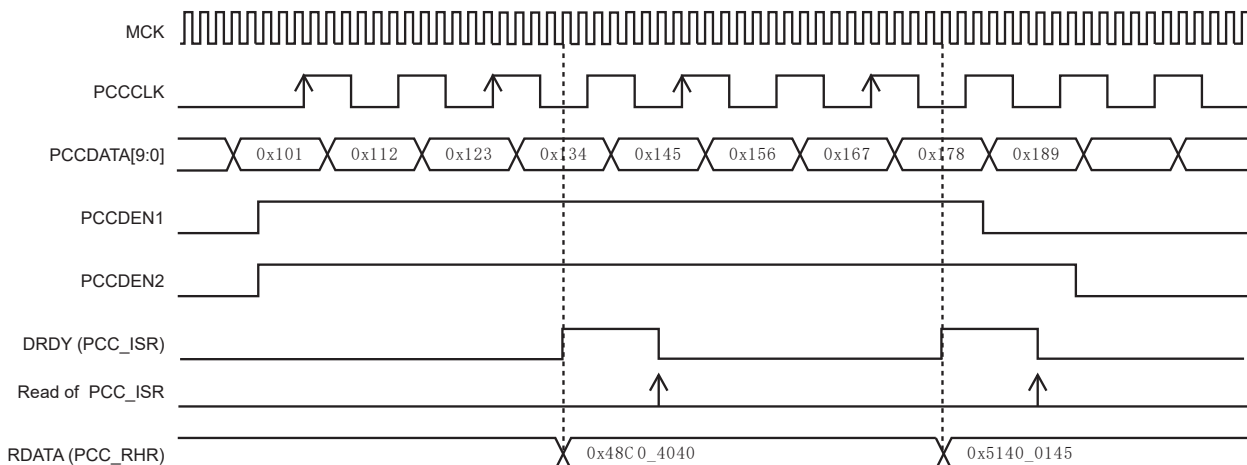 MCK
PCCCLK
PCCDATA[9:0] 0x101 0x112 0x123 0x134 0x145 0x156 0x167 0x178 0x189
PCCDEN1
PCCDEN2
DRDY (PCC_ISR)
Read of PCC_ISR
RDATA (PCC_RHR) 0x48C0_4040 0x5140_0145